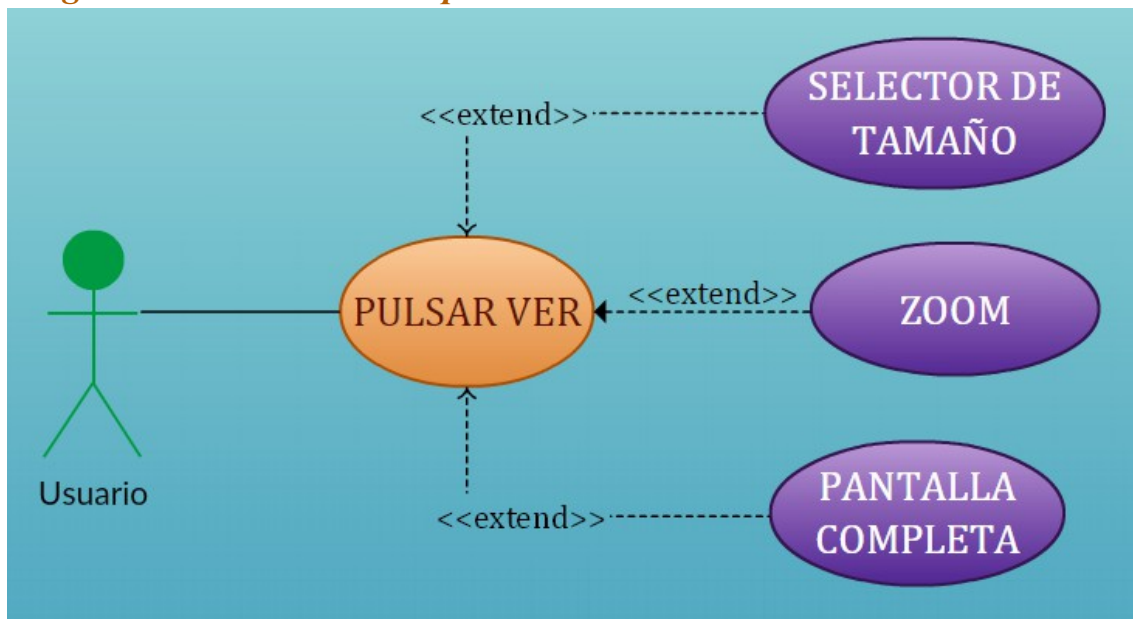 SELECTOR DE
TAMAÑO
<<extend>>
PULSAR VER
<<extend>>
ZOOM
Usuario
<<extend>>
PANTALLA
COMPLETA